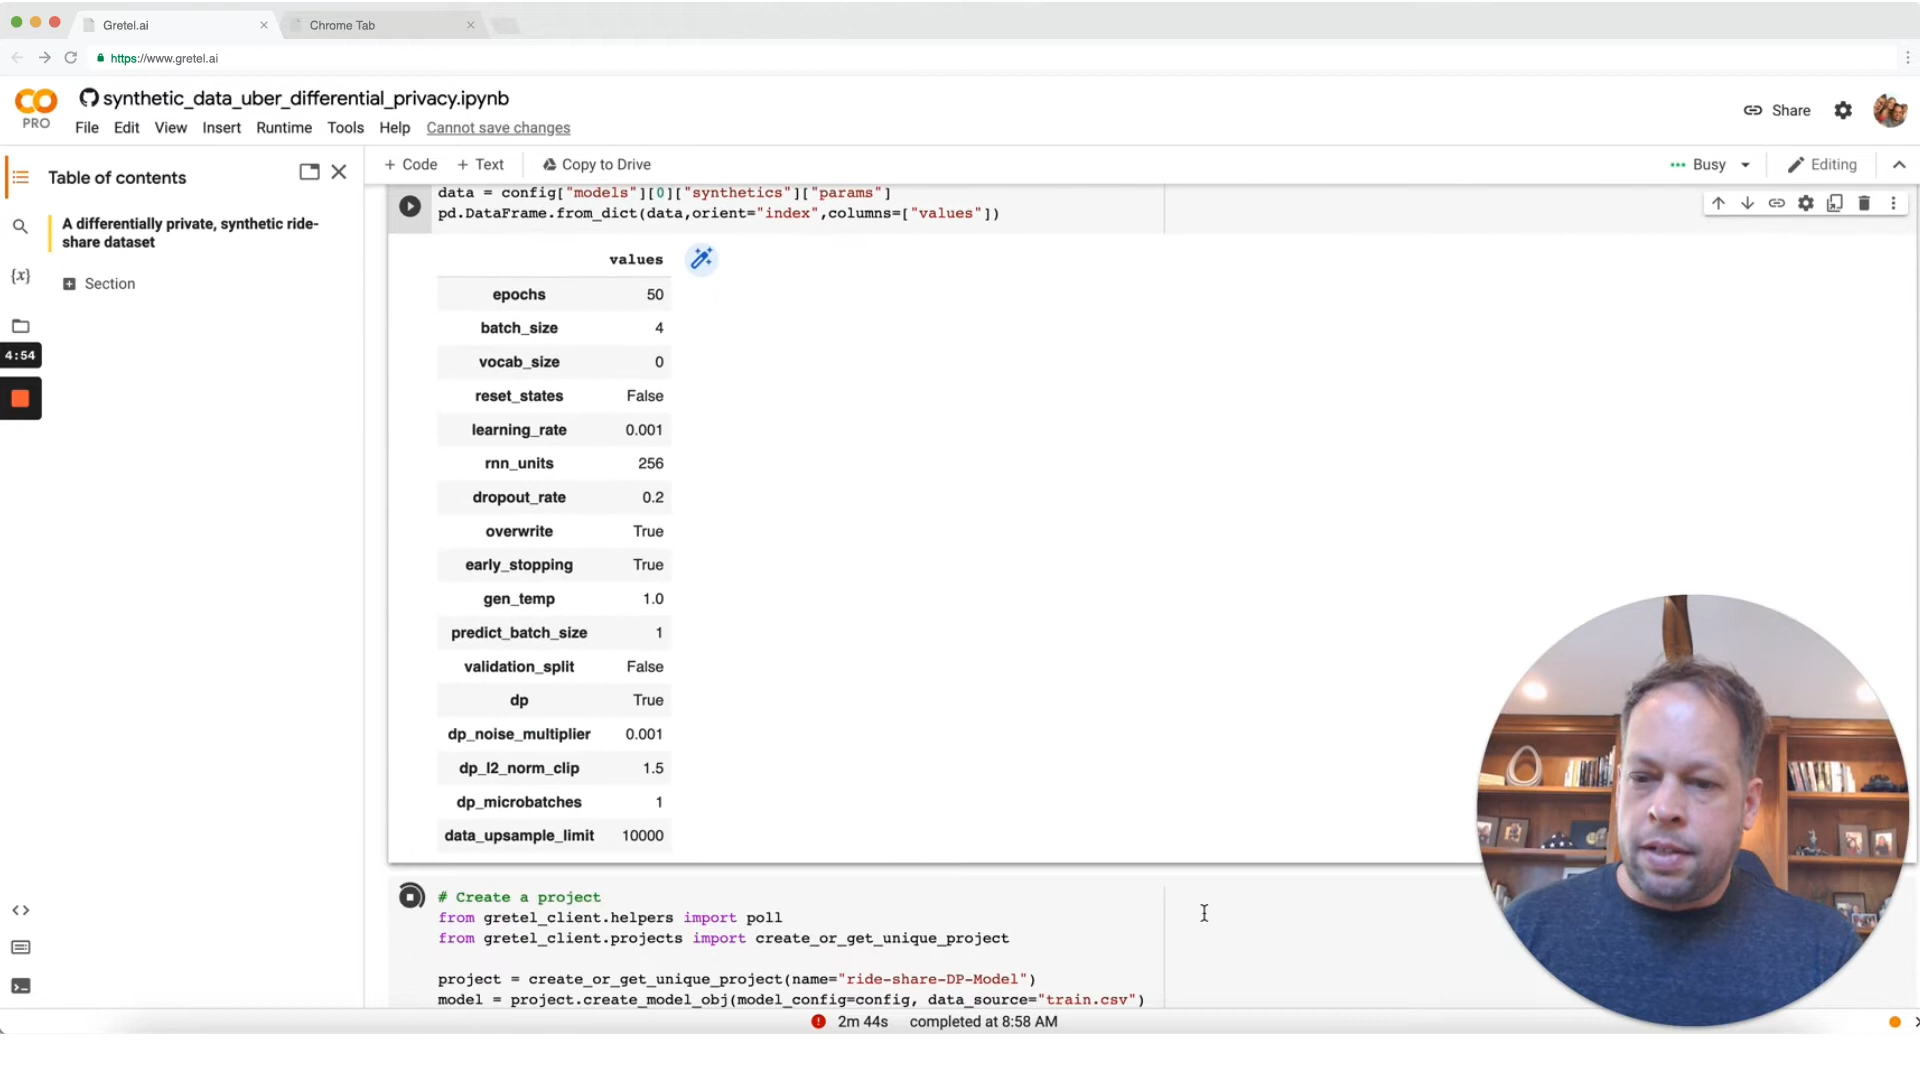 Gretel.ai
Chrome Tab
https://www.gretel.ai
PRO
synthetic_data_uber_differential_privacy.ipynb
File Edit View Insert Runtime Tools Help Cannot save changes
Share
Table of contents
+ Code + Text Copy to Drive
Busy
Editing
A differentially private, synthetic ride-
share dataset
Section
{x}
4:54
data = config["models"][0]["synthetics"]["params"]
pd.DataFrame.from_dict(data,orient="index",columns=["values"])
values
epochs 50
batch_size 4
vocab_size 0
reset_states False
learning_rate 0.001
rnn_units 256
dropout_rate 0.2
overwrite True
early_stopping True
gen_temp 1.0
predict_batch_size 1
validation_split False
dp True
dp_noise_multiplier 0.001
dp_l2_norm_clip 1.5
dp_microbatches 1
data_upsample_limit 10000
# Create a project
from gretel_client.helpers import poll
from gretel_client.projects import create_or_get_unique_project
project = create_or_get_unique_project(name="ride-share-DP-Model")
model = project.create_model_obj(model_config=config, data_source="train.csv")
2m 44s completed at 8:58 AM